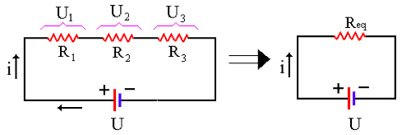 U1 U2 U3
R1 R2 R3
i
+ −
U
Req
i
+ −
U